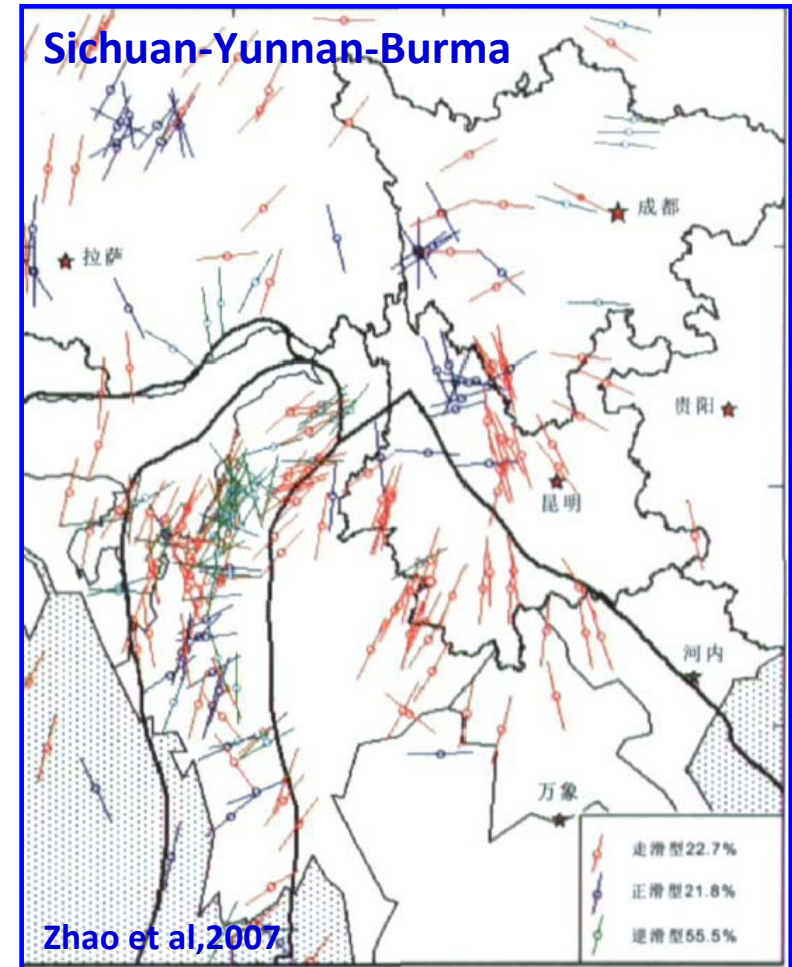 Sichuan-Yunnan-Burma
成都
拉萨
贵阳
昆明
河内
万象
走滑型22.7%
正滑型21.8%
逆滑型55.5%
Zhao et al,2007